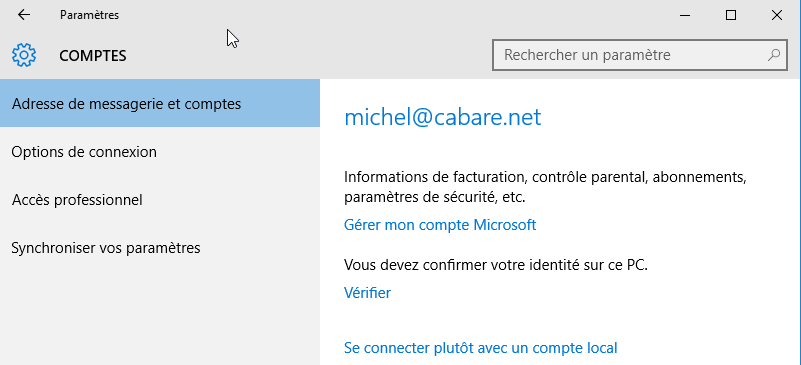 Paramètres
COMPTES
Rechercher un paramètre
Adresse de messagerie et comptes
Options de connexion
Accès professionnel
Synchroniser vos paramètres
michel@cabare.net
Informations de facturation, contrôle parental, abonnements,
paramètres de sécurité, etc.
Gérer mon compte Microsoft
Vous devez confirmer votre identité sur ce PC.
Vérifier
Se connecter plutôt avec un compte local